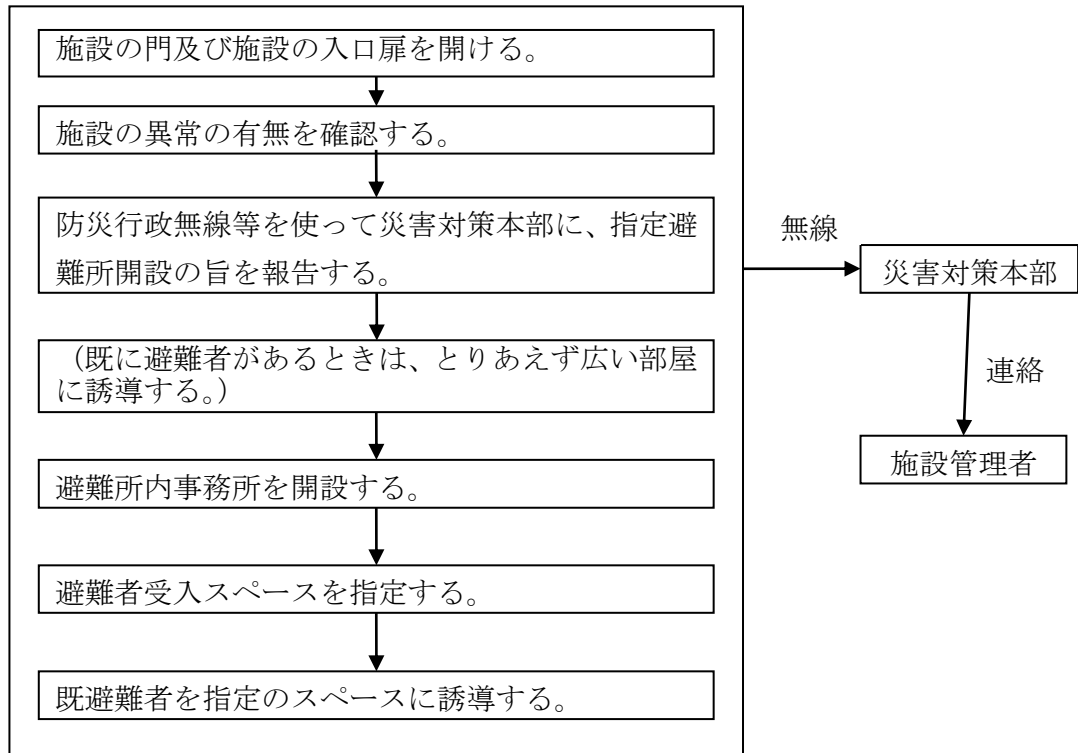 施設の門及び施設の入口扉を開ける。
施設の異常の有無を確認する。
防災行政無線等を使って災害対策本部に、指定避
難所開設の旨を報告する。
（既に避難者があるときは、とりあえず広い部屋
に誘導する。）
避難所内事務所を開設する。
避難者受入スペースを指定する。
既避難者を指定のスペースに誘導する。
無線
災害対策本部
連絡
施設管理者